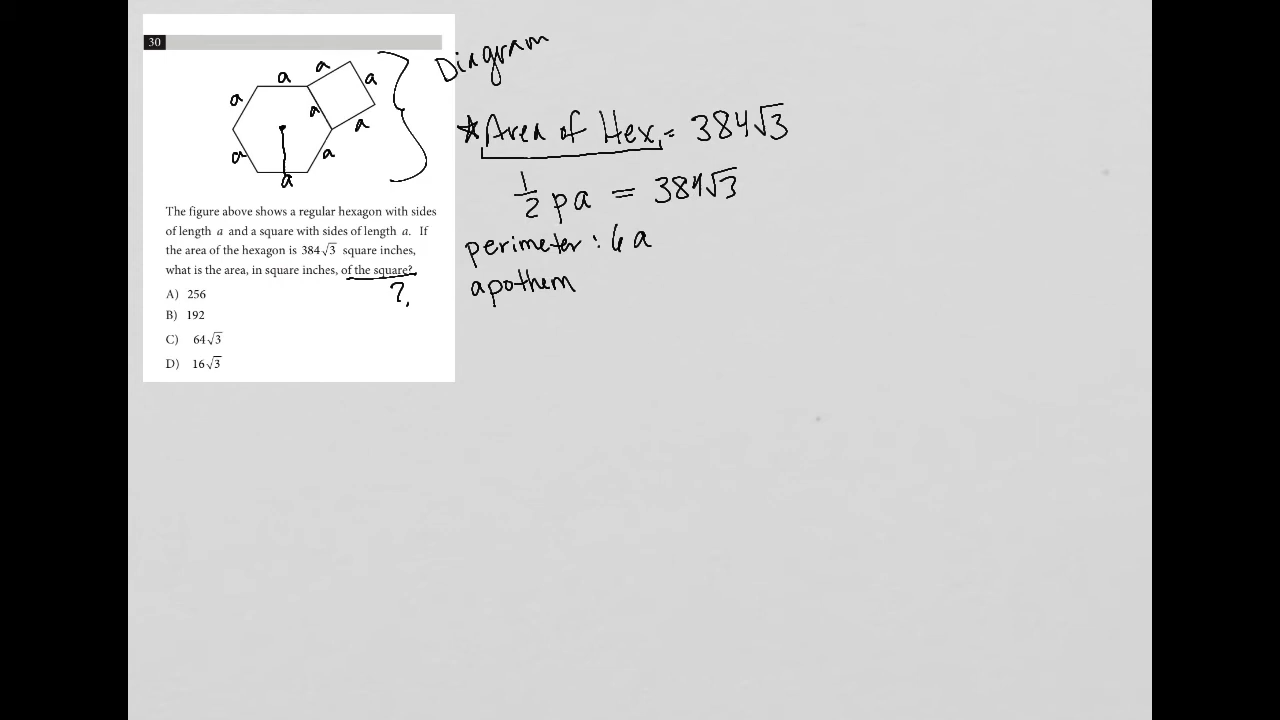 30
a
a
a
a
a
a
a
a
a
Diagram
The figure above shows a regular hexagon with sides
of length a and a square with sides of length a. If
the area of the hexagon is 384√3 square inches,
what is the area, in square inches, of the square?
?
A) 256
B) 192
C) 64√3
D) 16√3
★Area of Hex. = 384√3
1/2 pa = 384√3
perimeter : 6a
apothem